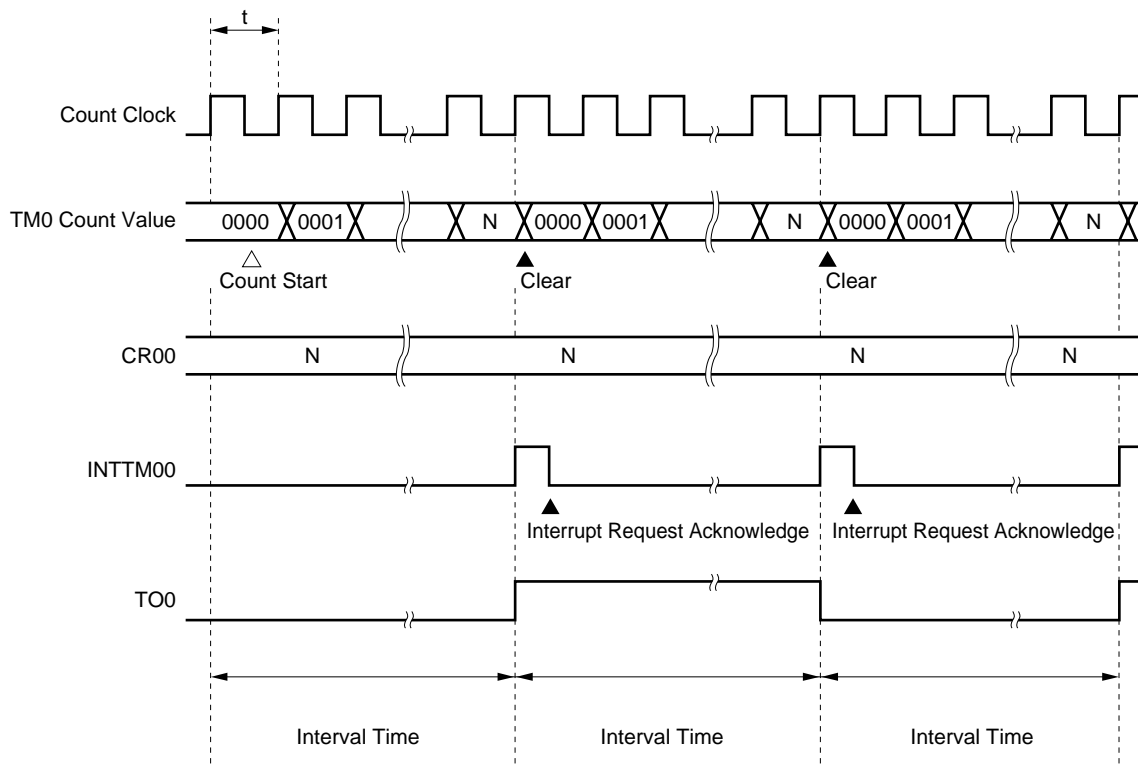 t
Count Clock
TM0 Count Value 0000 0001 N 0000 0001 N 0000 0001 N
Count Start Clear Clear
CR00 N N N N
INTTM00
Interrupt Request Acknowledge Interrupt Request Acknowledge
TO0
Interval Time Interval Time Interval Time